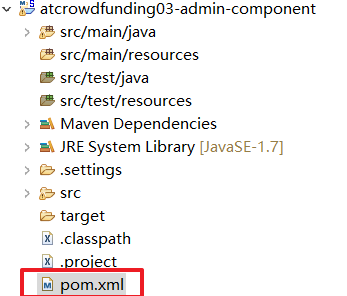 atcrowdfunding03-admin-component
src/main/java
src/main/resources
src/test/java
src/test/resources
Maven Dependencies
JRE System Library [JavaSE-1.7]
.settings
src
target
.classpath
.project
pom.xml